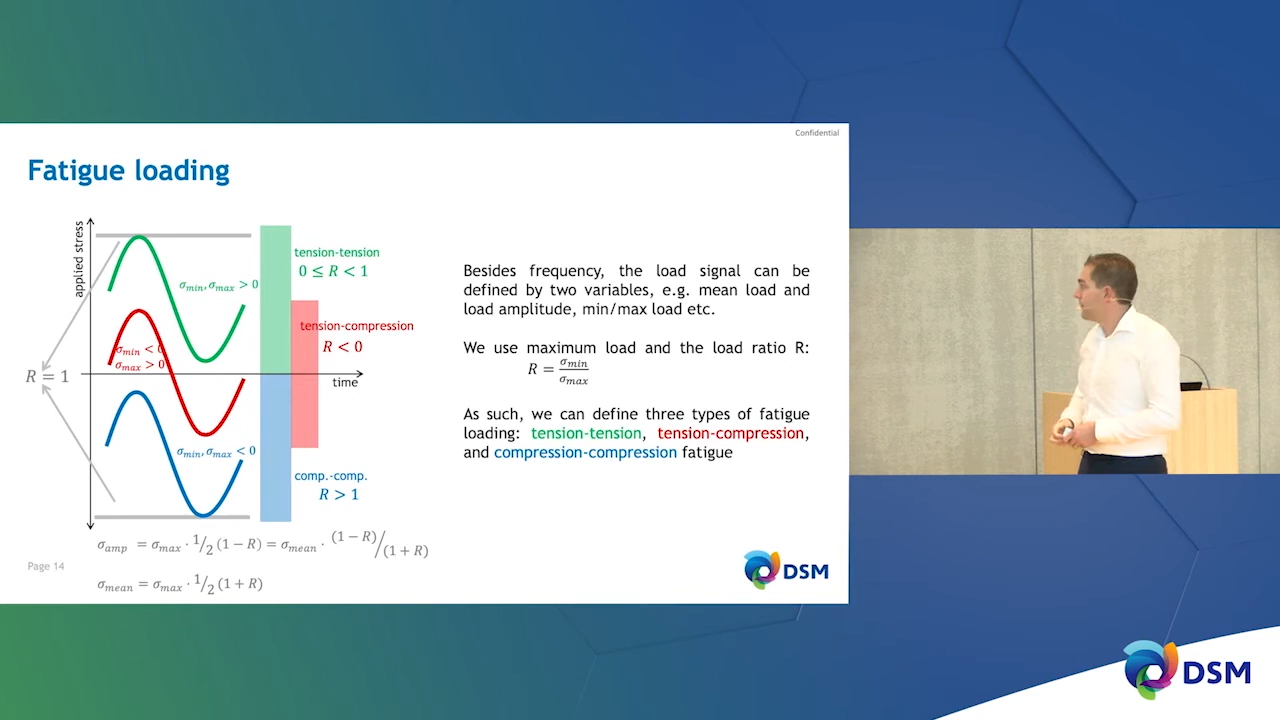 Confidential
Fatigue loading
applied stress
tension-tension
0 ≤ R < 1
σ_min, σ_max > 0
tension-compression
R < 0
σ_min < 0
σ_max > 0
R = 1
time
σ_min, σ_max < 0
comp.-comp.
R > 1
σ_amp = σ_max · 1/2 (1 − R) = σ_mean · (1 − R)/(1 + R)
σ_mean = σ_max · 1/2 (1 + R)
Page 14
Besides frequency, the load signal can be
defined by two variables, e.g. mean load and
load amplitude, min/max load etc.
We use maximum load and the load ratio R:
R = σ_min/σ_max
As such, we can define three types of fatigue
loading: tension-tension, tension-compression,
and compression-compression fatigue
DSM
DSM